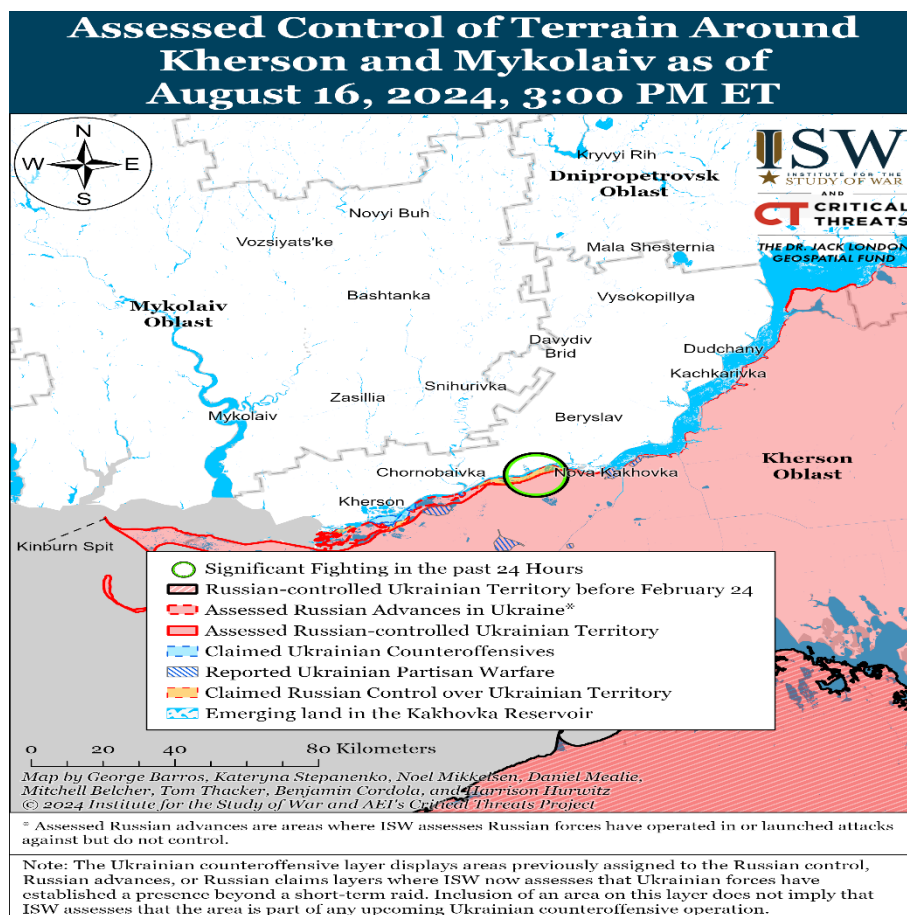 Assessed Control of Terrain Around
Kherson and Mykolaiv as of
August 16, 2024, 3:00 PM ET
N
W E
S
ISW
INSTITUTE FOR THE
STUDY OF WAR
AND
CT CRITICAL
THREATS
THE DR. JACK LONDON
GEOSPATIAL FUND
Kryvyi Rih
Dnipropetrovsk
Oblast
Novyi Buh
Vozsiyats'ke
Mala Shesternia
Bashtanka
Vysokopillya
Mykolaiv
Oblast
Davydiv
Brid
Dudchany
Kachkarivka
Snihurivka
Zasillia
Mykolaiv
Beryslav
Chornobaivka
Nova Kakhovka
Kherson
Oblast
Kherson
Kinburn Spit
Significant Fighting in the past 24 Hours
Russian-controlled Ukrainian Territory before February 24
Assessed Russian Advances in Ukraine*
Assessed Russian-controlled Ukrainian Territory
Claimed Ukrainian Counteroffensives
Reported Ukrainian Partisan Warfare
Claimed Russian Control over Ukrainian Territory
Emerging land in the Kakhovka Reservoir
0 20 40 80 Kilometers
Map by George Barros, Kateryna Stepanenko, Noel Mikkelsen, Daniel Mealie,
Mitchell Belcher, Tom Thacker, Benjamin Cordola, and Harrison Hurwitz
© 2024 Institute for the Study of War and AEI's Critical Threats Project
* Assessed Russian advances are areas where ISW assesses Russian forces have operated in or launched attacks
against but do not control.
Note: The Ukrainian counteroffensive layer displays areas previously assigned to the Russian control,
Russian advances, or Russian claims layers where ISW now assesses that Ukrainian forces have
established a presence beyond a short-term raid. Inclusion of an area on this layer does not imply that
ISW assesses that the area is part of any upcoming Ukrainian counteroffensive operation.